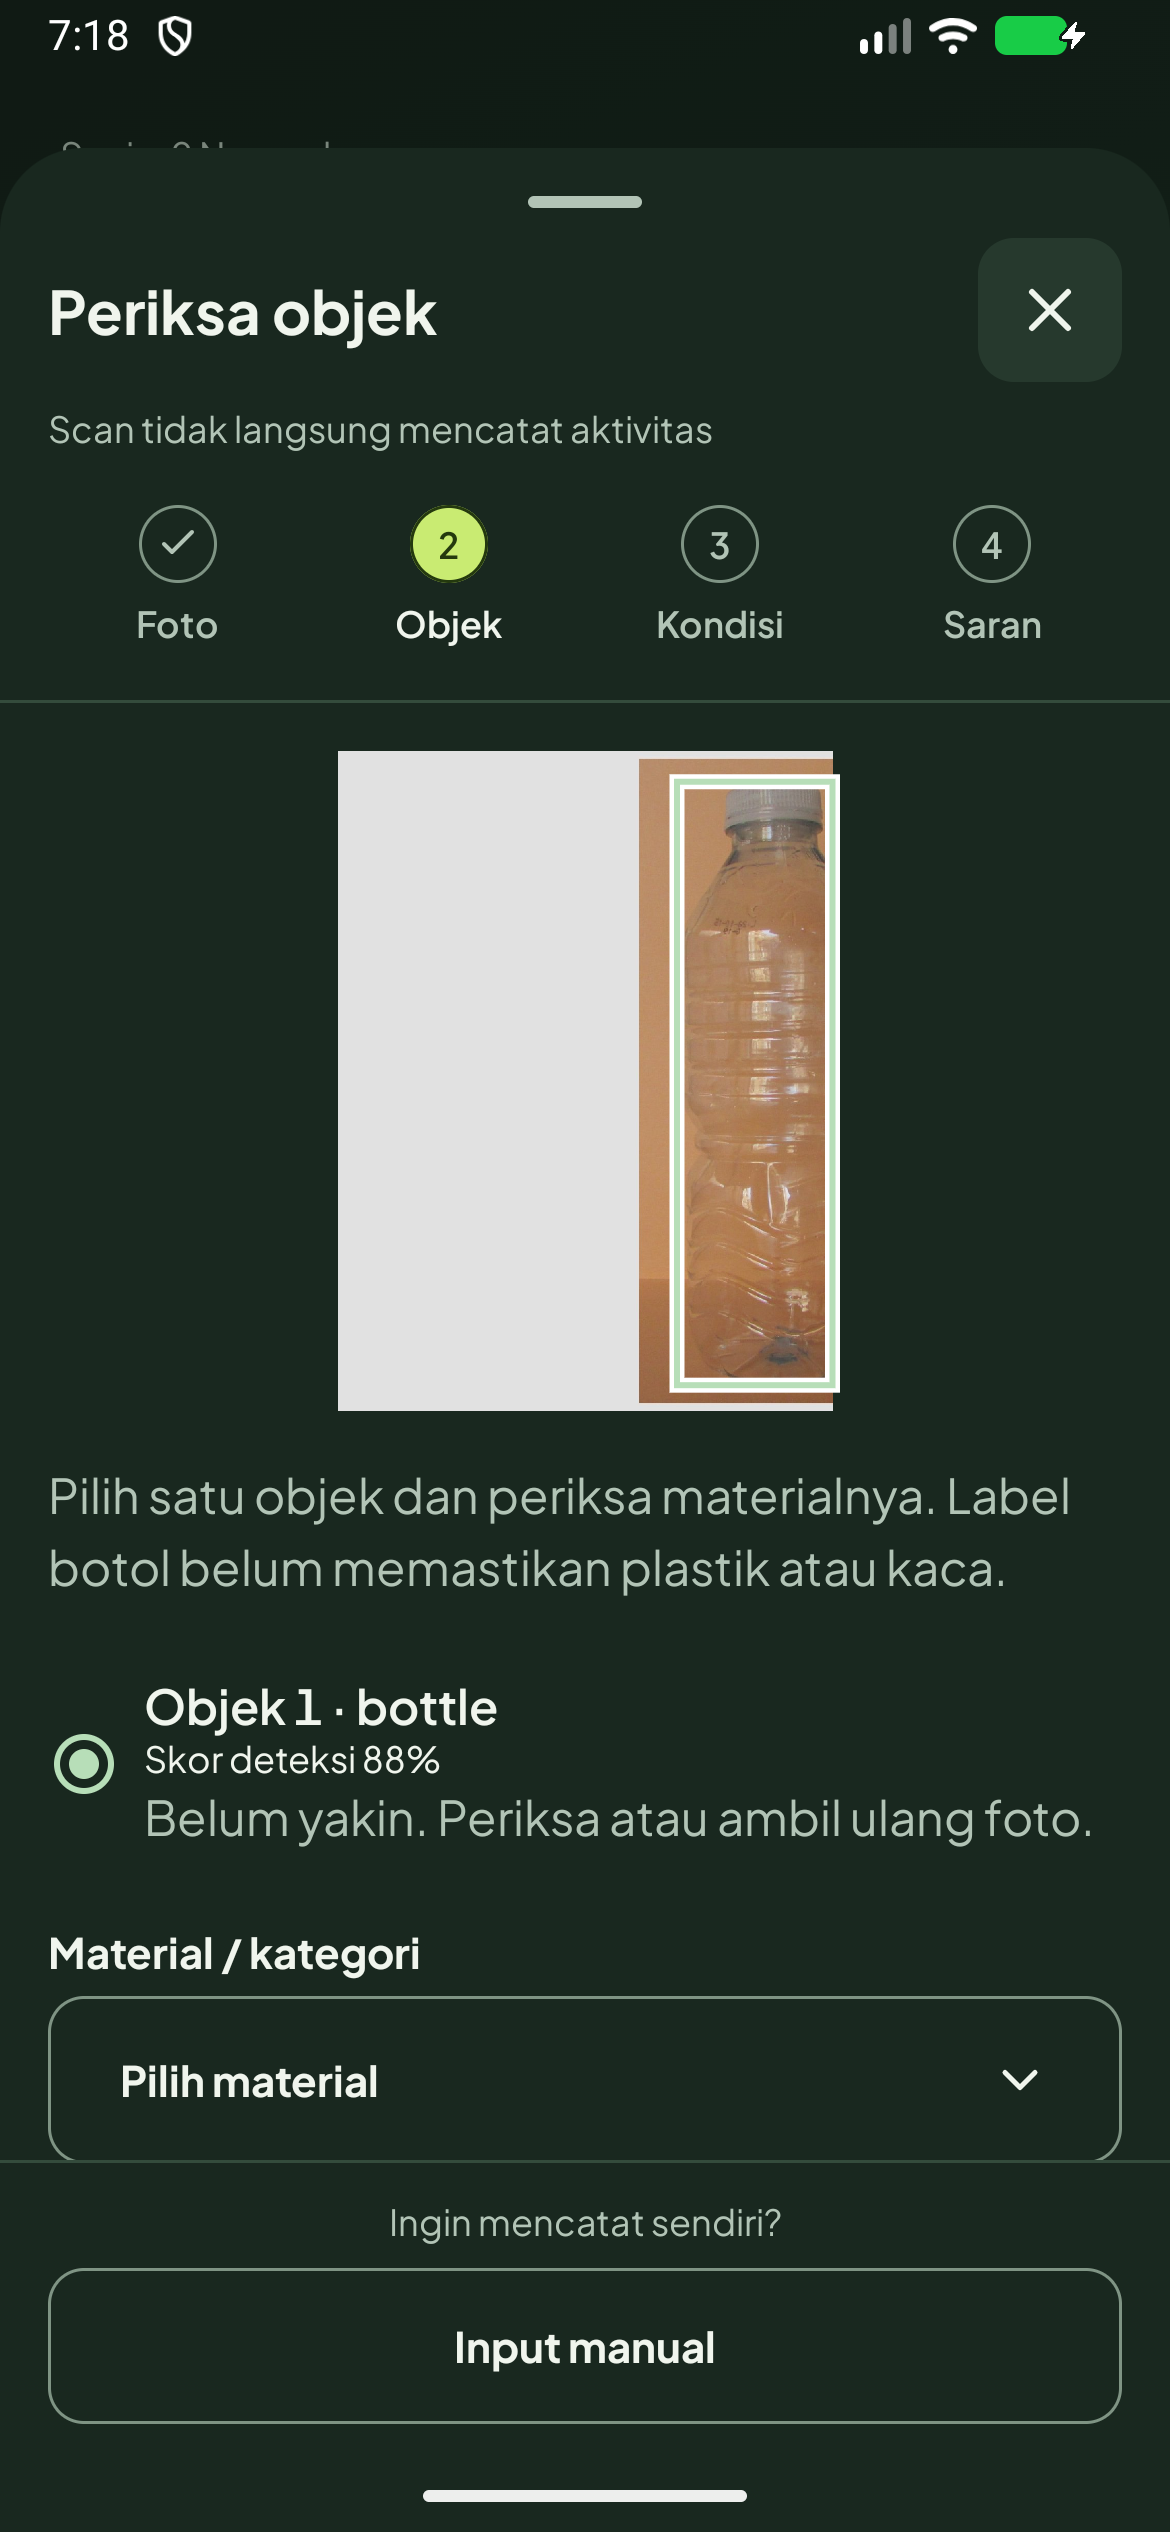 7:18
Periksa objek
Scan tidak langsung mencatat aktivitas
2
3
4
Foto
Objek
Kondisi
Saran
Pilih satu objek dan periksa materialnya. Label
botol belum memastikan plastik atau kaca.
Objek 1 · bottle
Skor deteksi 88%
Belum yakin. Periksa atau ambil ulang foto.
Material / kategori
Pilih material
Ingin mencatat sendiri?
Input manual